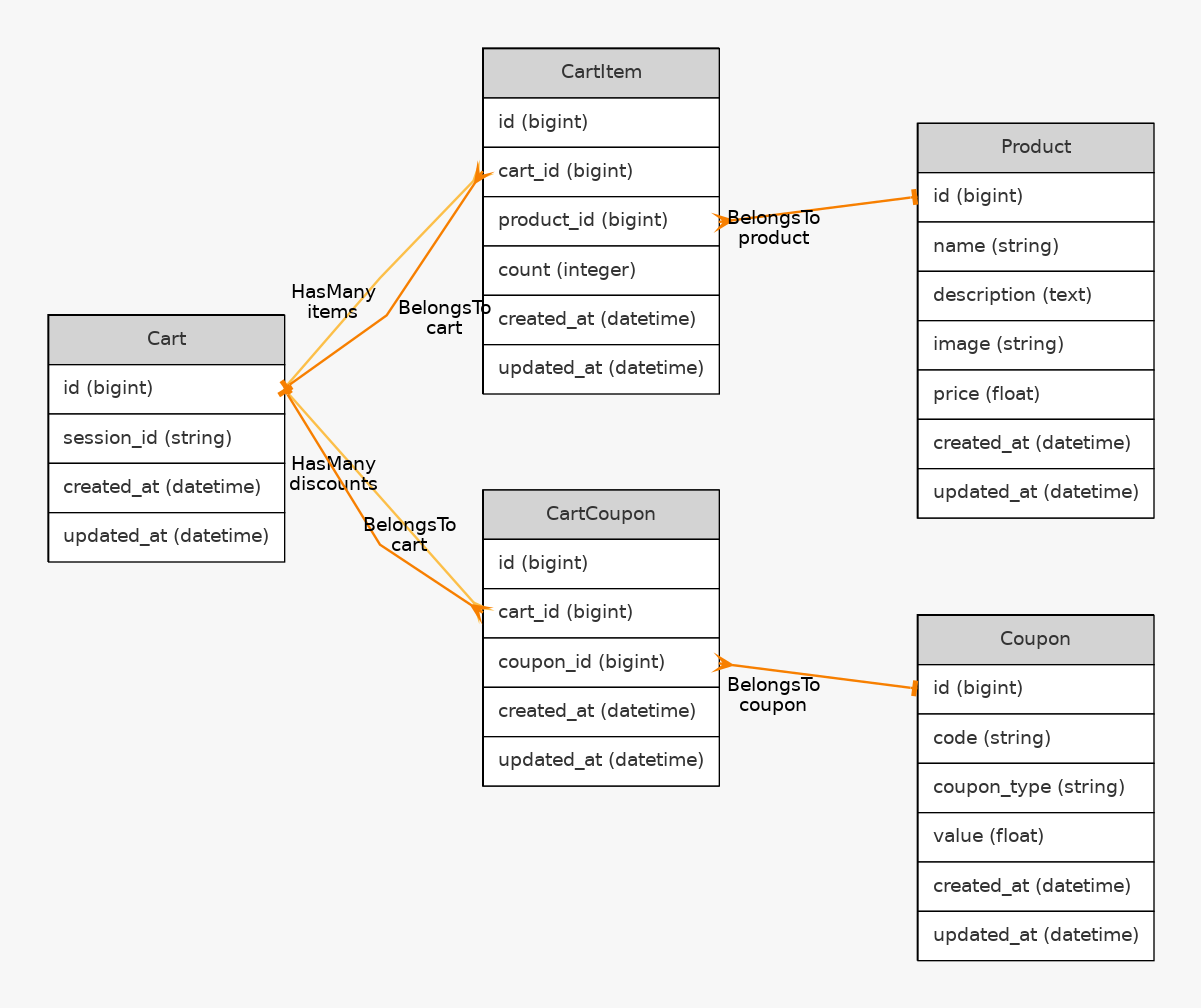 CartItem
id (bigint)
cart_id (bigint)
product_id (bigint)
count (integer)
created_at (datetime)
updated_at (datetime)
Product
id (bigint)
name (string)
description (text)
image (string)
price (float)
created_at (datetime)
updated_at (datetime)
BelongsTo
product
HasMany
items
BelongsTo
cart
Cart
id (bigint)
session_id (string)
created_at (datetime)
updated_at (datetime)
HasMany
discounts
BelongsTo
cart
CartCoupon
id (bigint)
cart_id (bigint)
coupon_id (bigint)
created_at (datetime)
updated_at (datetime)
BelongsTo
coupon
Coupon
id (bigint)
code (string)
coupon_type (string)
value (float)
created_at (datetime)
updated_at (datetime)